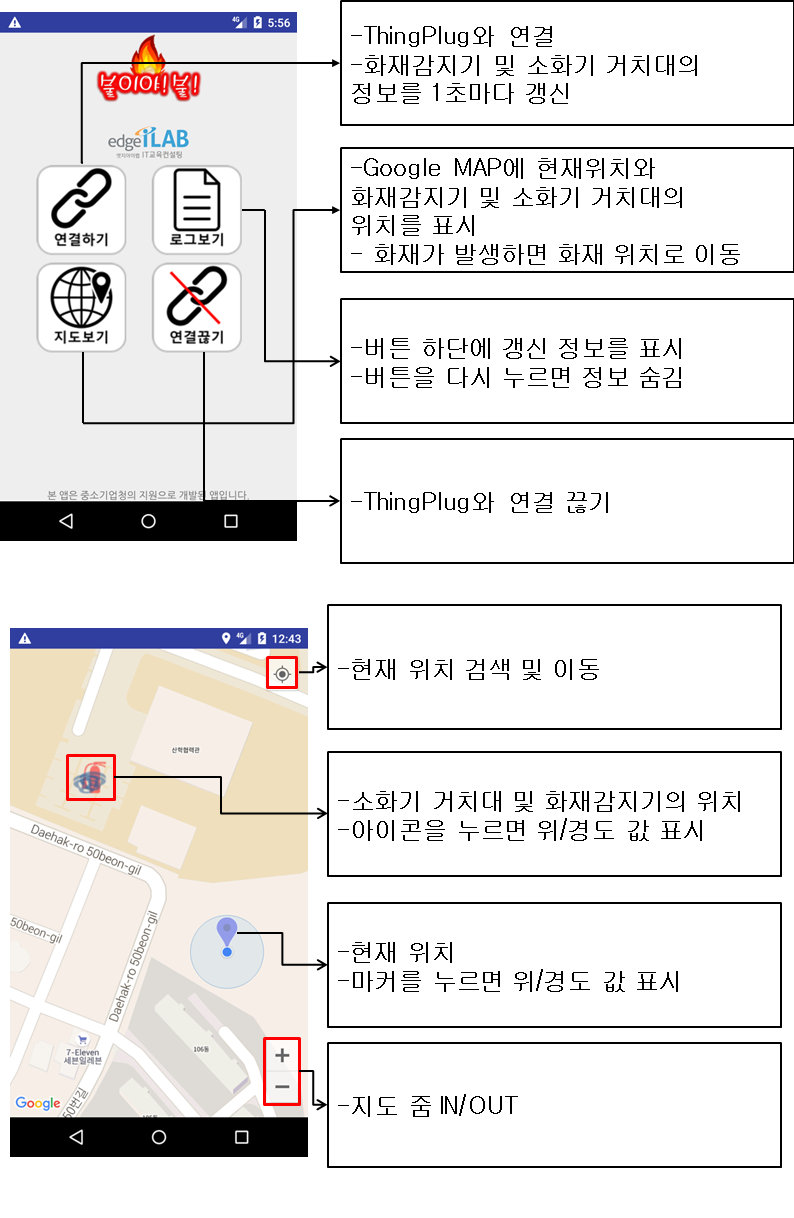 5:56
불이야!불!
edge iLAB
엣지아이랩 IT교육컨설팅
연결하기
로그보기
지도보기
연결끊기
본 앱은 중소기업청의 지원으로 개발된 앱입니다.
-ThingPlug와 연결
-화재감지기 및 소화기 거치대의
정보를 1초마다 갱신
-Google MAP에 현재위치와
화재감지기 및 소화기 거치대의
위치를 표시
- 화재가 발생하면 화재 위치로 이동
-버튼 하단에 갱신 정보를 표시
-버튼을 다시 누르면 정보 숨김
-ThingPlug와 연결 끊기
4G
12:43
산학협력관
Daehak-ro 50beon-gil
50beon-gil
Daehak-ro 50beon-gil
7-Eleven
세븐일레븐
106동
Google
50번길
+
−
-현재 위치 검색 및 이동
-소화기 거치대 및 화재감지기의 위치
-아이콘을 누르면 위/경도 값 표시
-현재 위치
-마커를 누르면 위/경도 값 표시
-지도 줌 IN/OUT